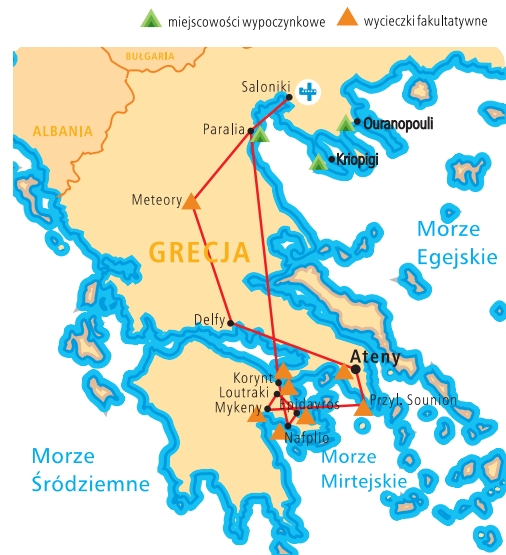 miejscowości wypoczynkowe
wycieczki fakultatywne
BUŁGARIA
Saloniki
ALBANIA
Paralia
Ouranopouli
Kriopigi
Meteory
GRECJA
Morze
Egejskie
Delfy
Ateny
Korynt
Loutraki
Mykeny
Epidavros
Przyl. Sounion
Nafplio
Morze
Śródziemne
Morze
Mirtejskie